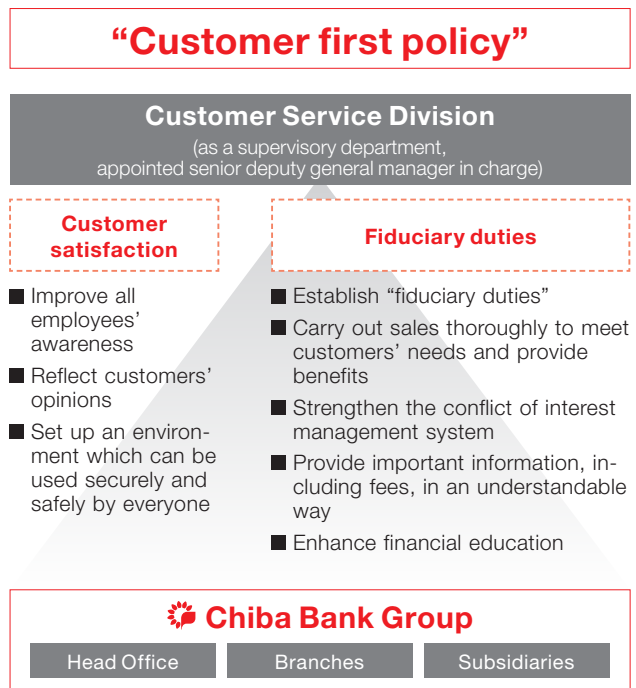 “Customer first policy”
Customer Service Division
(as a supervisory department,
appointed senior deputy general manager in charge)
Customer
satisfaction
■ Improve all
employees’
awareness
■ Reflect customers’
opinions
■ Set up an environ-
ment which can be
used securely and
safely by everyone
Fiduciary duties
■ Establish “fiduciary duties”
■ Carry out sales thoroughly to meet
customers’ needs and provide
benefits
■ Strengthen the conflict of interest
management system
■ Provide important information, in-
cluding fees, in an understandable
way
■ Enhance financial education
Chiba Bank Group
Head Office
Branches
Subsidiaries